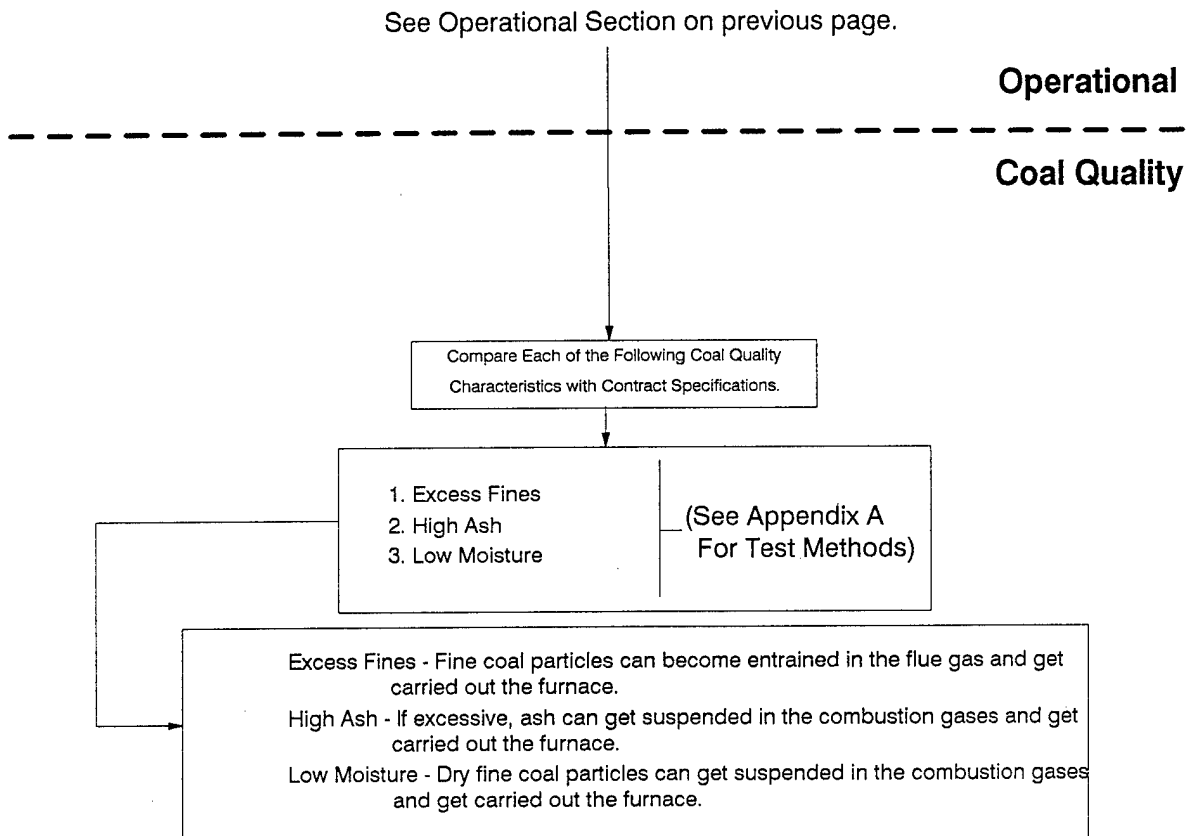 See Operational Section on previous page.
Operational
Coal Quality
Compare Each of the Following Coal Quality
Characteristics with Contract Specifications.
1. Excess Fines
2. High Ash
3. Low Moisture
(See Appendix A
For Test Methods)
Excess Fines - Fine coal particles can become entrained in the flue gas and get
carried out the furnace.
High Ash - If excessive, ash can get suspended in the combustion gases and get
carried out the furnace.
Low Moisture - Dry fine coal particles can get suspended in the combustion gases
and get carried out the furnace.